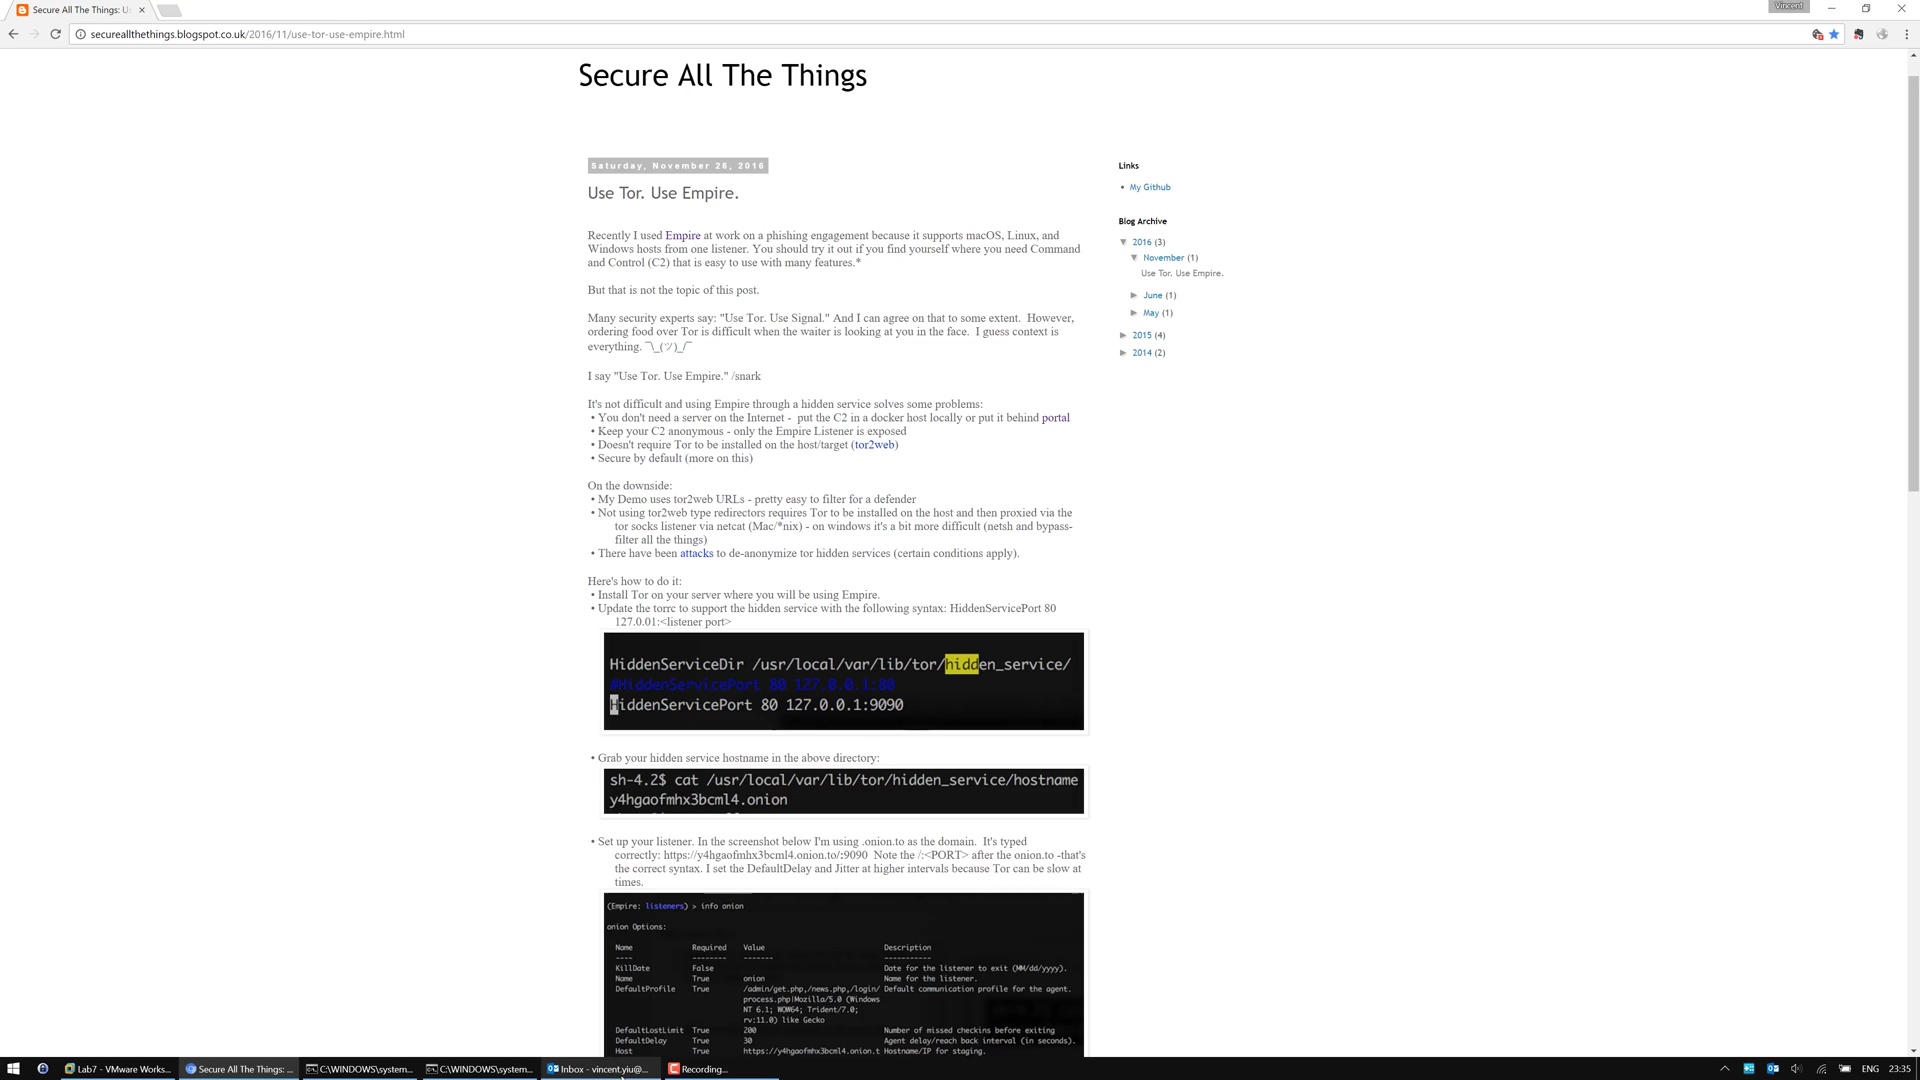 Secure All The Things: U
Vincent
secureallthethings.blogspot.co.uk/2016/11/use-tor-use-empire.html
Secure All The Things
Saturday, November 26, 2016
Use Tor. Use Empire.
Recently I used Empire at work on a phishing engagement because it supports macOS, Linux, and
Windows hosts from one listener. You should try it out if you find yourself where you need Command
and Control (C2) that is easy to use with many features.*
But that is not the topic of this post.
Many security experts say: "Use Tor. Use Signal." And I can agree on that to some extent.  However,
ordering food over Tor is difficult when the waiter is looking at you in the face.  I guess context is
everything. ¯\_(ツ)_/¯
I say "Use Tor. Use Empire." /snark
It's not difficult and using Empire through a hidden service solves some problems:
• You don't need a server on the Internet -  put the C2 in a docker host locally or put it behind portal
• Keep your C2 anonymous - only the Empire Listener is exposed
• Doesn't require Tor to be installed on the host/target (tor2web)
• Secure by default (more on this)
On the downside:
• My Demo uses tor2web URLs - pretty easy to filter for a defender
• Not using tor2web type redirectors requires Tor to be installed on the host and then proxied via the
tor socks listener via netcat (Mac/*nix) - on windows it's a bit more difficult (netsh and bypass-
filter all the things)
• There have been attacks to de-anonymize tor hidden services (certain conditions apply).
Here's how to do it:
• Install Tor on your server where you will be using Empire.
• Update the torrc to support the hidden service with the following syntax: HiddenServicePort 80
127.0.01:<listener port>
HiddenServiceDir /usr/local/var/lib/tor/hidden_service/
#HiddenServicePort 80 127.0.0.1:80
HiddenServicePort 80 127.0.0.1:9090
• Grab your hidden service hostname in the above directory:
sh-4.2$ cat /usr/local/var/lib/tor/hidden_service/hostname
y4hgaofmhx3bcml4.onion
• Set up your listener. In the screenshot below I'm using .onion.to as the domain.  It's typed
correctly: https://y4hgaofmhx3bcml4.onion.to/:9090  Note the /:<PORT> after the onion.to -that's
the correct syntax. I set the DefaultDelay and Jitter at higher intervals because Tor can be slow at
times.
(Empire: listeners) > info onion
onion Options:
Name Required Value Description
---- -------- ------- -----------
KillDate False Date for the listener to exit (MM/dd/yyyy).
Name True onion Name for the listener.
DefaultProfile True /admin/get.php,/news.php,/login/ Default communication profile for the agent.
process.php|Mozilla/5.0 (Windows
NT 6.1; WOW64; Trident/7.0;
rv:11.0) like Gecko
DefaultLostLimit True 200 Number of missed checkins before exiting
DefaultDelay True 30 Agent delay/reach back interval (in seconds).
Host True https://y4hgaofmhx3bcml4.onion.t Hostname/IP for staging.
Links
• My Github
Blog Archive
▼ 2016 (3)
▼ November (1)
Use Tor. Use Empire.
► June (1)
► May (1)
► 2015 (4)
► 2014 (2)
Lab7 - VMware Works...
Secure All The Things: ...
C:\WINDOWS\system...
C:\WINDOWS\system...
Inbox - vincent.yiu@...
Recording...
ENG
23:35